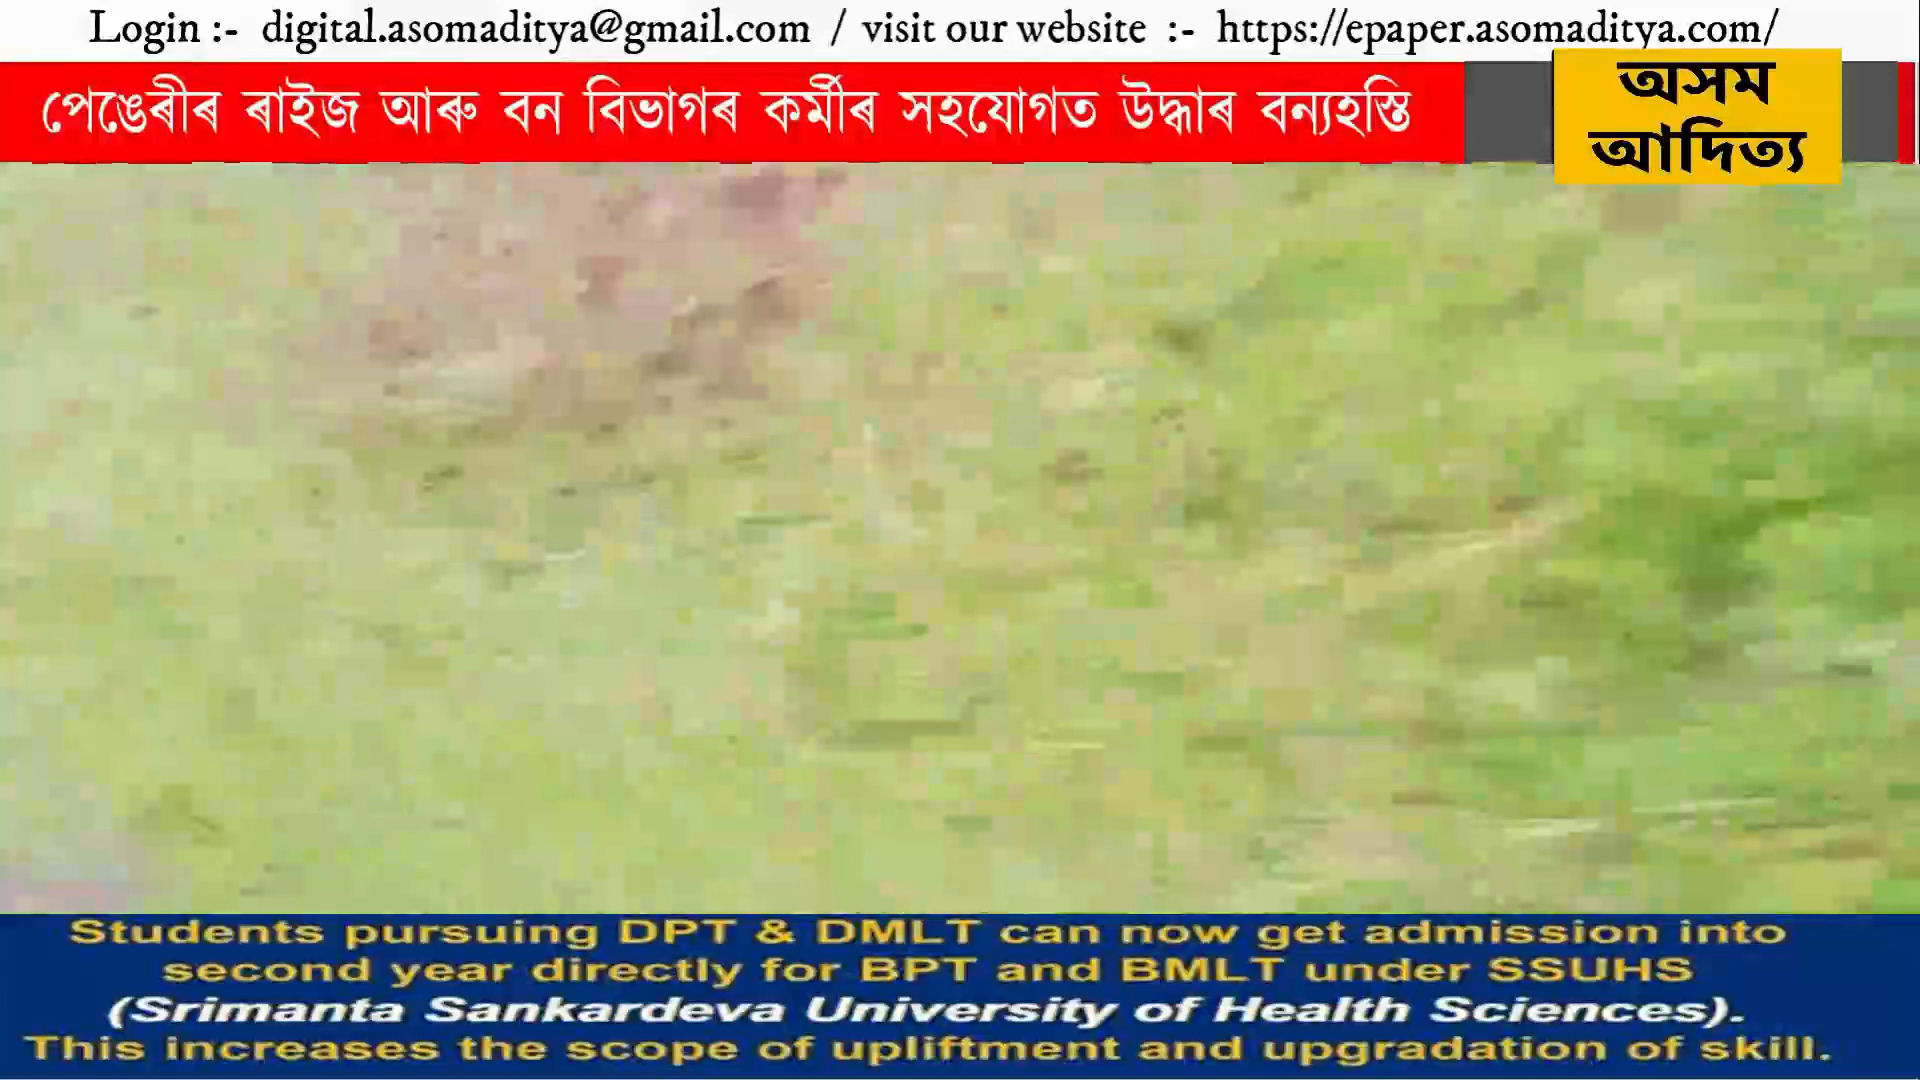 Login :- digital.asomaditya@gmail.com / visit our website :- https://epaper.asomaditya.com/
পেঙেৰীৰ ৰাইজ আৰু বন বিভাগৰ কৰ্মীৰ সহযোগত উদ্ধাৰ বন্যহস্তি
অসম
আদিত্য
Students pursuing DPT & DMLT can now get admission into
second year directly for BPT and BMLT under SSUHS
(Srimanta Sankardeva University of Health Sciences).
This increases the scope of upliftment and upgradation of skill.